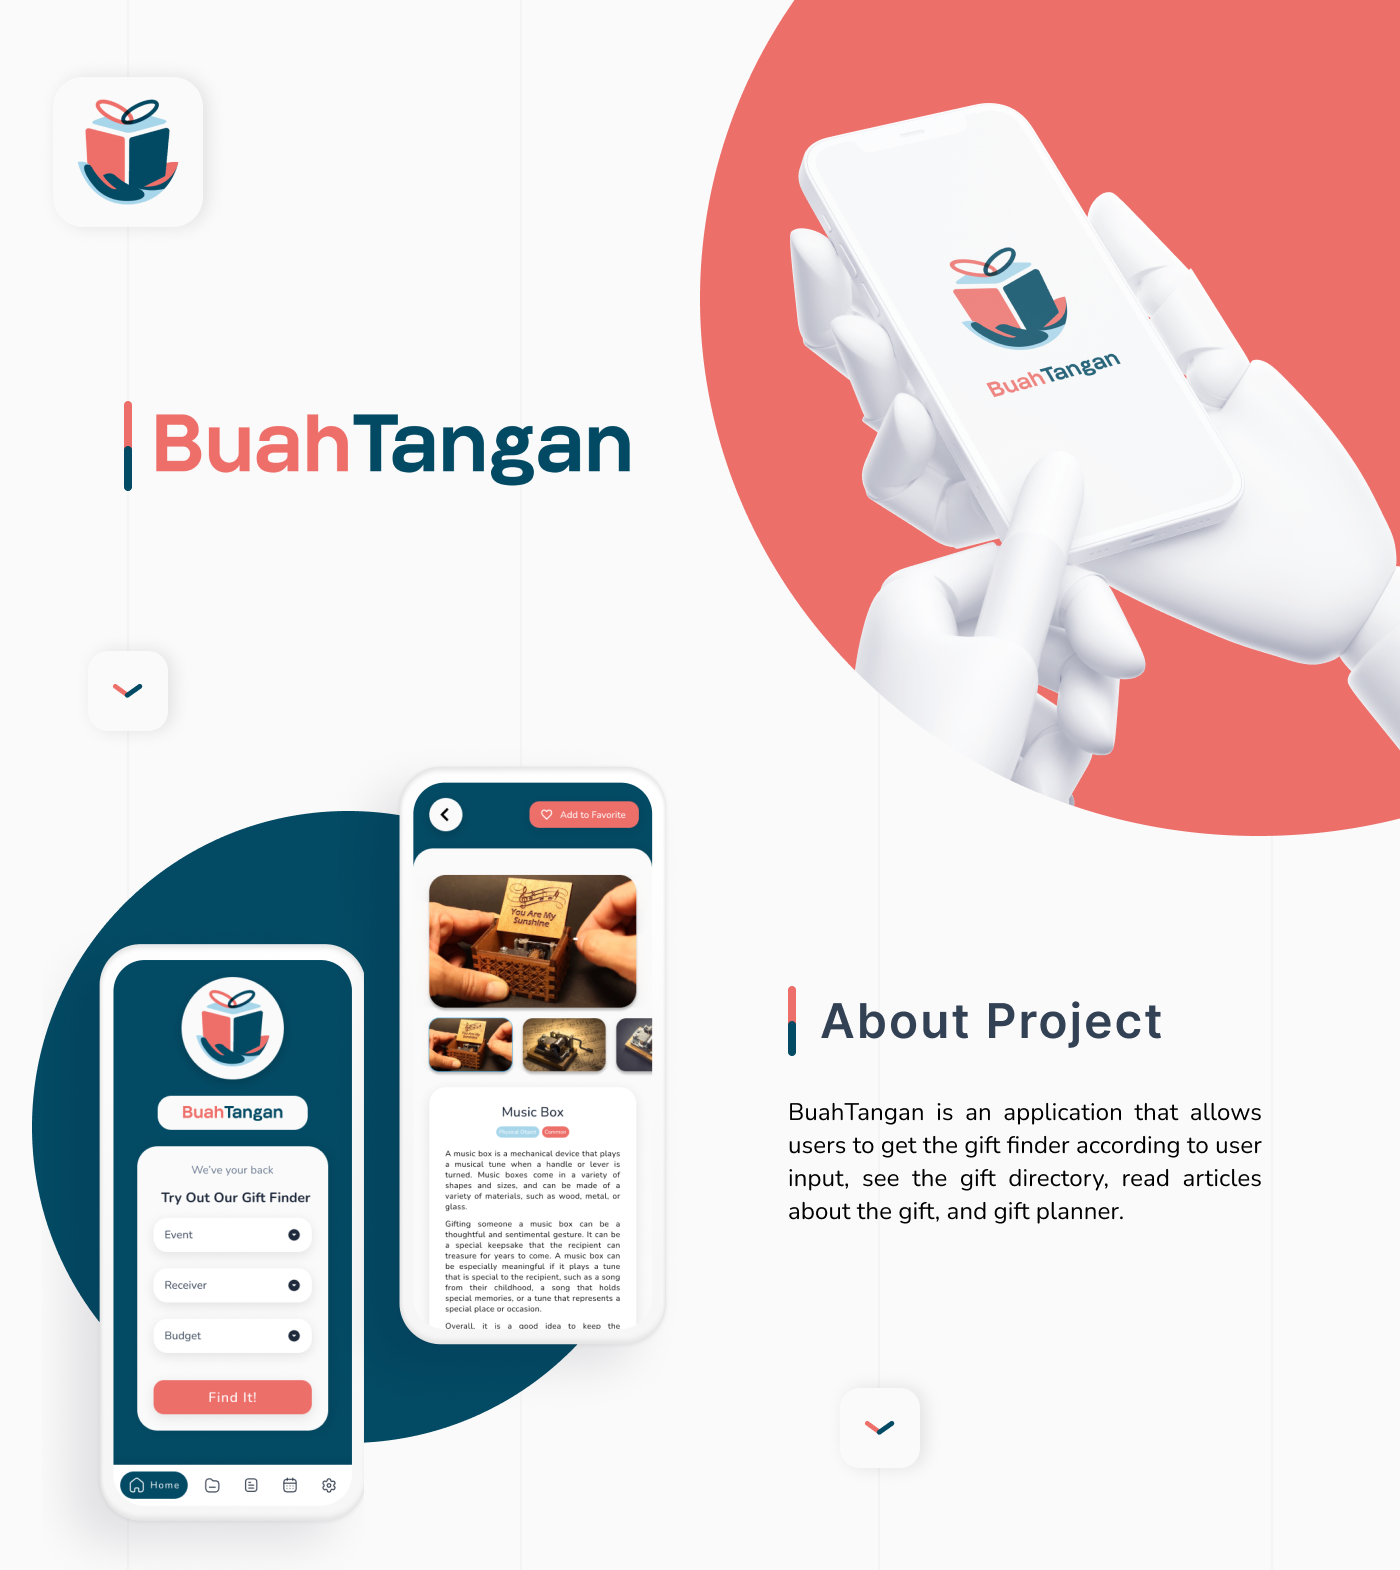 BuahTangan
BuahTangan
Add to Favorite
You Are My
Sunshine
Music Box
Physical Object
Common
A music box is a mechanical device that plays
a musical tune when a handle or lever is
turned. Music boxes come in a variety of
shapes and sizes, and can be made of a
variety of materials, such as wood, metal, or
glass.
Gifting someone a music box can be a
thoughtful and sentimental gesture. It can be
a special keepsake that the recipient can
treasure for years to come. A music box can
be especially meaningful if it plays a tune
that is special to the recipient, such as a song
from their childhood, a song that holds
special memories, or a tune that represents a
special place or occasion.
Overall, it is a good idea to keep the
BuahTangan
We've your back
Try Out Our Gift Finder
Event
Receiver
Budget
Find It!
Home
About Project
BuahTangan is an application that allows
users to get the gift finder according to user
input, see the gift directory, read articles
about the gift, and gift planner.